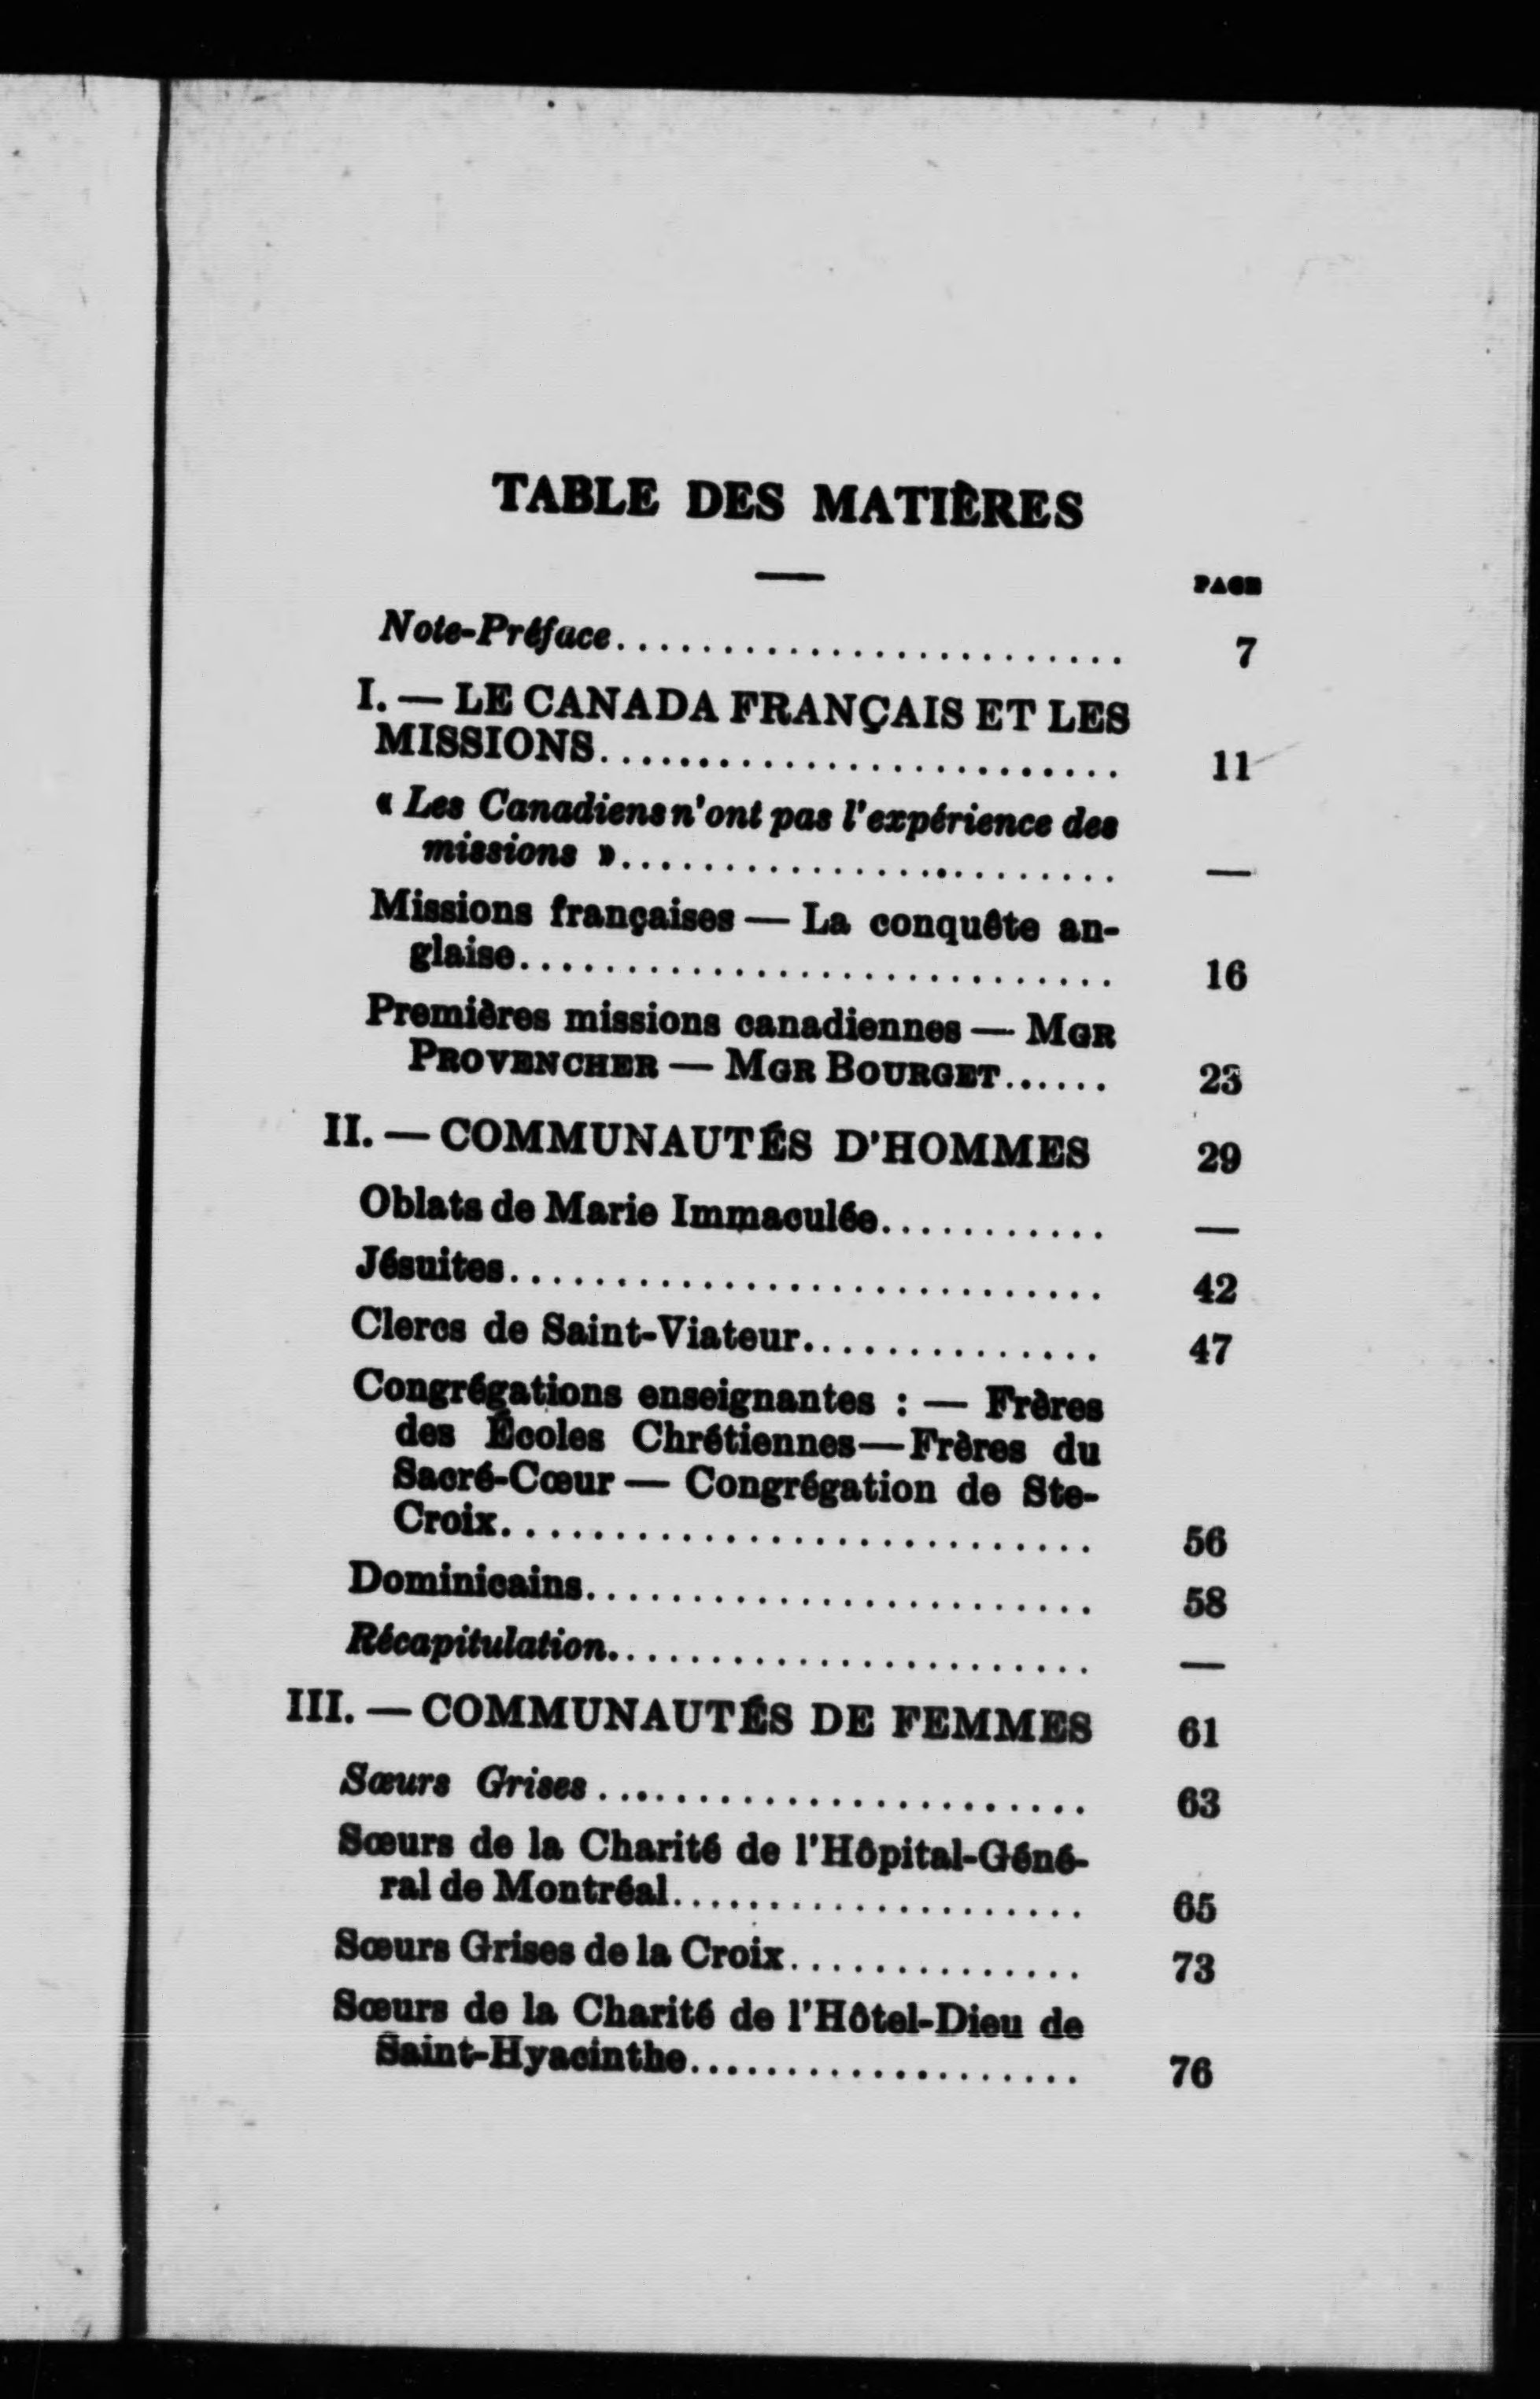 TABLE DES MATIÈRES
PAGE
Note-Préface.......................... 7
I. — LE CANADA FRANÇAIS ET LES
MISSIONS.......................... 11
« Les Canadiens n'ont pas l'expérience des
missions »......................... —
Missions françaises — La conquête an-
glaise............................. 16
Premières missions canadiennes — MGR
PROVENCHER — MGR BOURGET...... 23
II. — COMMUNAUTÉS D'HOMMES 29
Oblats de Marie Immaculée............ —
Jésuites............................. 42
Clercs de Saint-Viateur............... 47
Congrégations enseignantes : — Frères
des Écoles Chrétiennes—Frères du
Sacré-Cœur — Congrégation de Ste-
Croix............................. 56
Dominicains......................... 58
Récapitulation........................ —
III. — COMMUNAUTÉS DE FEMMES 61
Sœurs Grises........................ 63
Sœurs de la Charité de l'Hôpital-Géné-
ral de Montréal.................... 65
Sœurs Grises de la Croix............... 73
Sœurs de la Charité de l'Hôtel-Dieu de
Saint-Hyacinthe................... 76